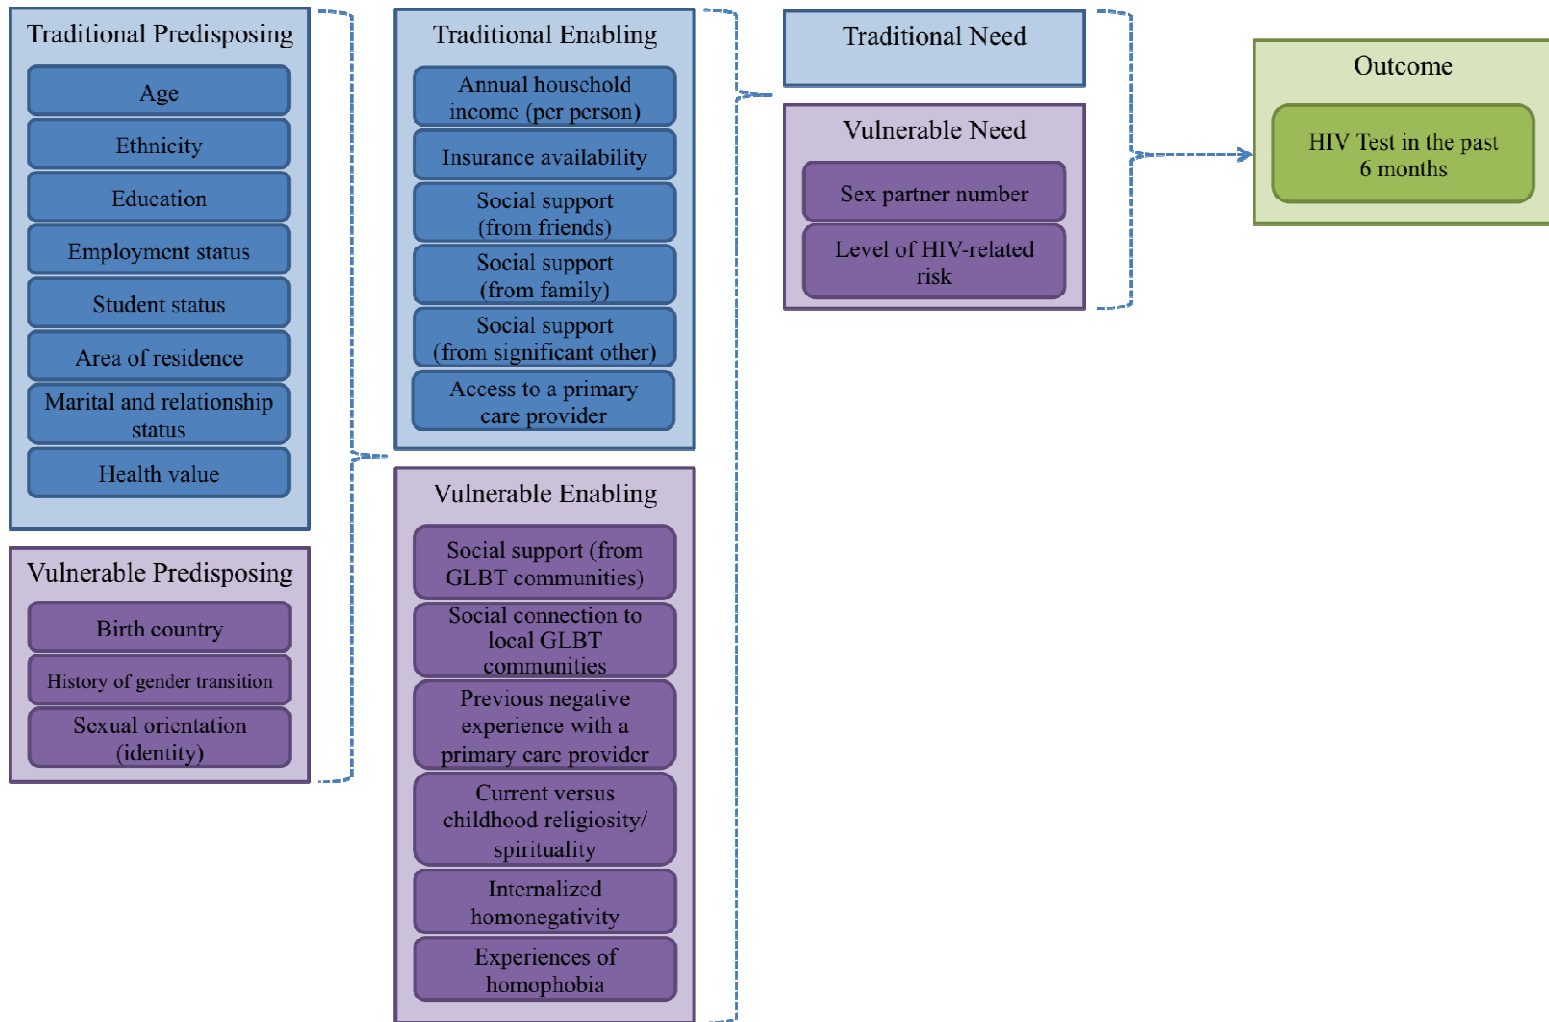 Traditional Predisposing
Age
Ethnicity
Education
Employment status
Student status
Area of residence
Marital and relationship
status
Health value
Vulnerable Predisposing
Birth country
History of gender transition
Sexual orientation
(identity)
Traditional Enabling
Annual household
income (per person)
Insurance availability
Social support
(from friends)
Social support
(from family)
Social support
(from significant other)
Access to a primary
care provider
Vulnerable Enabling
Social support (from
GLBT communities)
Social connection to
local GLBT
communities
Previous negative
experience with a
primary care provider
Current versus
childhood religiosity/
spirituality
Internalized
homonegativity
Experiences of
homophobia
Traditional Need
Vulnerable Need
Sex partner number
Level of HIV-related
risk
Outcome
HIV Test in the past
6 months